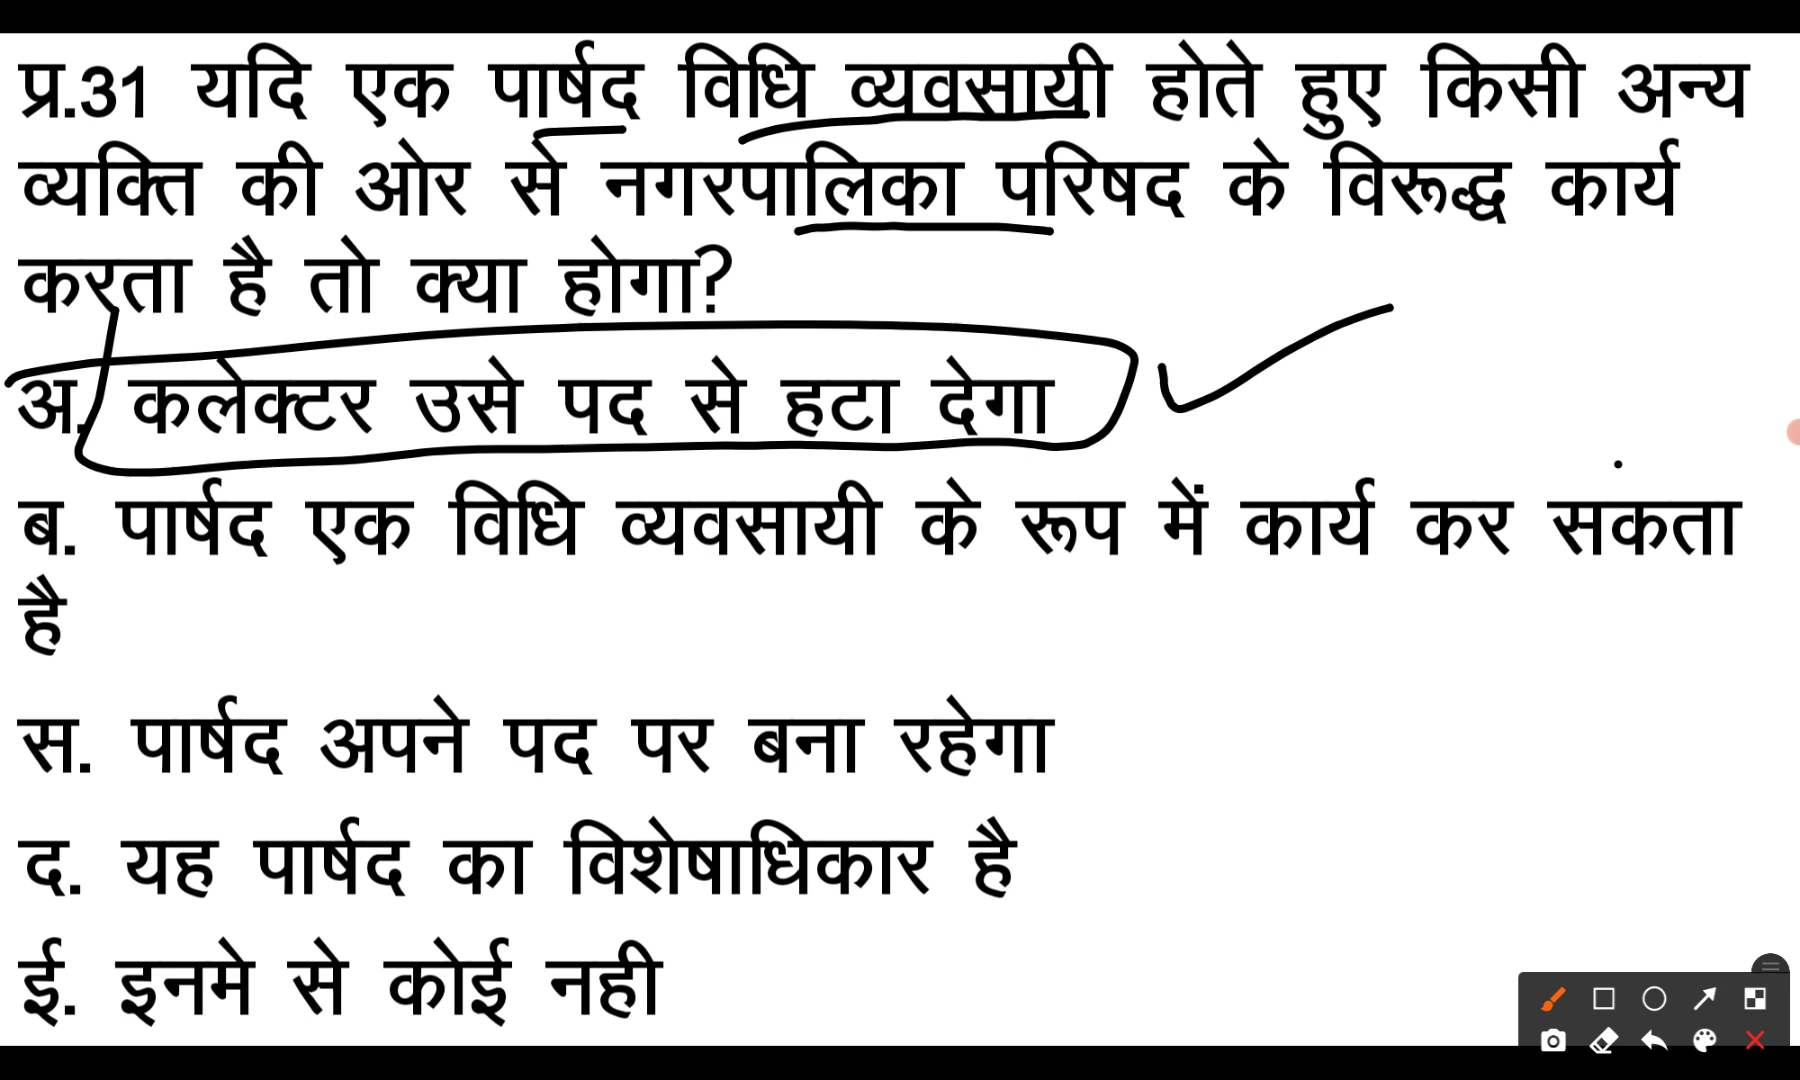 प्र.31 यदि एक पार्षद विधि व्यवसायी होते हुए किसी अन्य
व्यक्ति की ओर से नगरपालिका परिषद के विरूद्ध कार्य
करता है तो क्या होगा?
अ. कलेक्टर उसे पद से हटा देगा
ब. पार्षद एक विधि व्यवसायी के रूप में कार्य कर सकता
है
स. पार्षद अपने पद पर बना रहेगा
द. यह पार्षद का विशेषाधिकार है
ई. इनमे से कोई नही